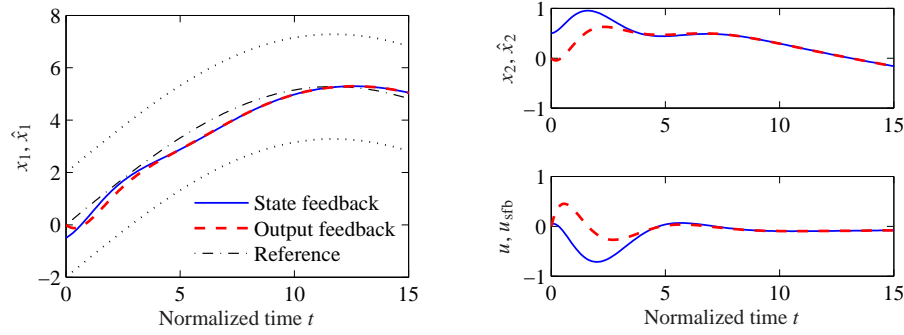 8
6
4
2
0
−2
x₁, x̂₁
State feedback
Output feedback
Reference
0 5 10 15
Normalized time t
1
0
−1
x₂, x̂₂
0 5 10 15
1
0
−1
u, u_sfb
0 5 10 15
Normalized time t